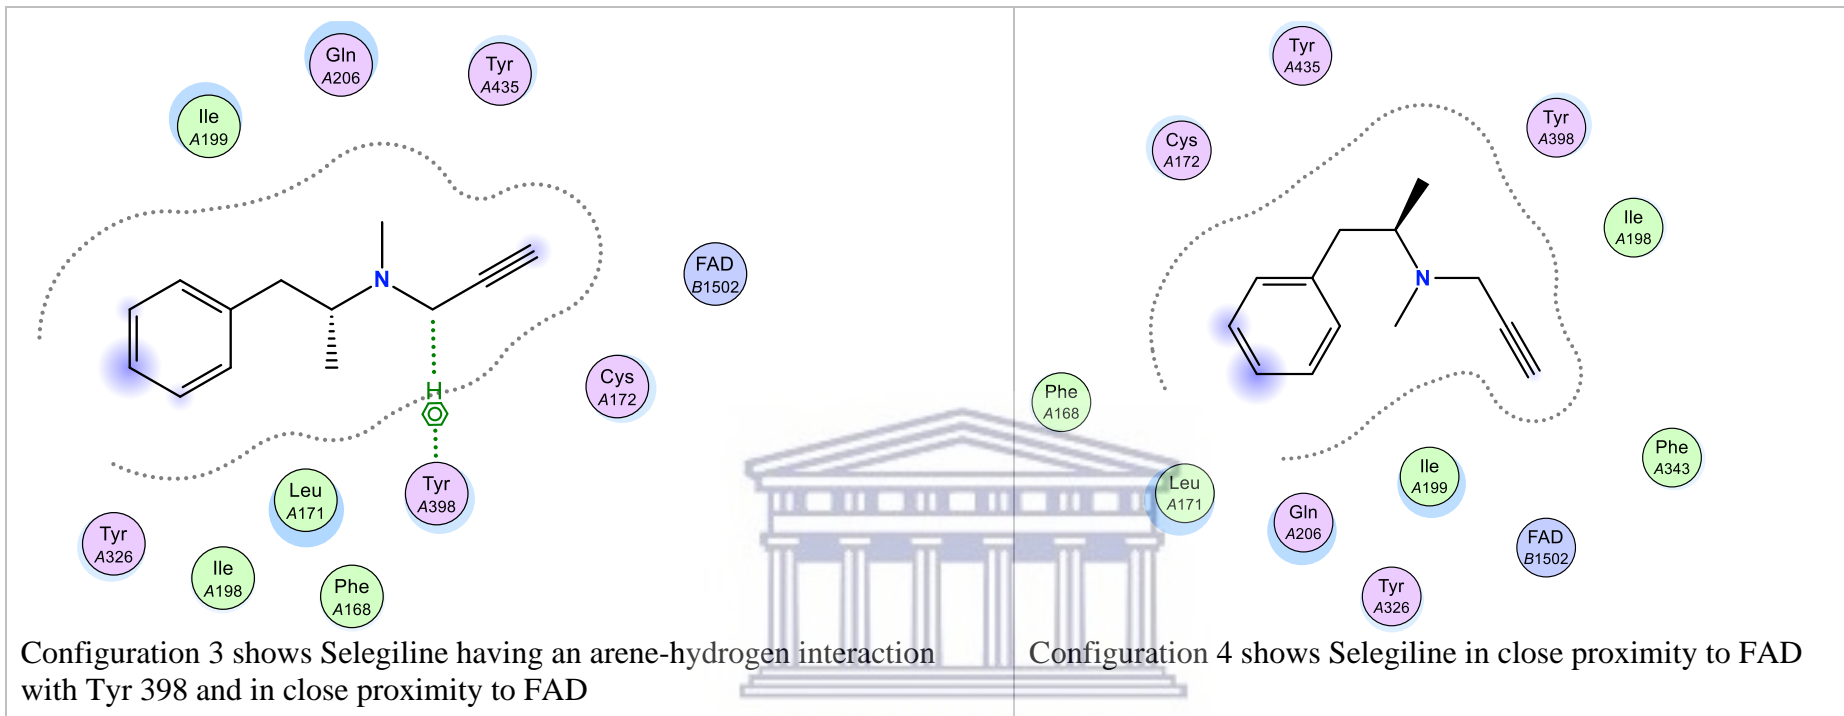 Gln
A206
Tyr
A435
Ile
A199
N
FAD
B1502
Cys
A172
H
Leu
A171
Tyr
A398
Tyr
A326
Ile
A198
Phe
A168
Configuration 3 shows Selegiline having an arene-hydrogen interaction
with Tyr 398 and in close proximity to FAD
Tyr
A435
Cys
A172
Tyr
A398
Ile
A198
N
Phe
A168
Leu
A171
Ile
A199
Phe
A343
Gln
A206
FAD
B1502
Tyr
A326
Configuration 4 shows Selegiline in close proximity to FAD